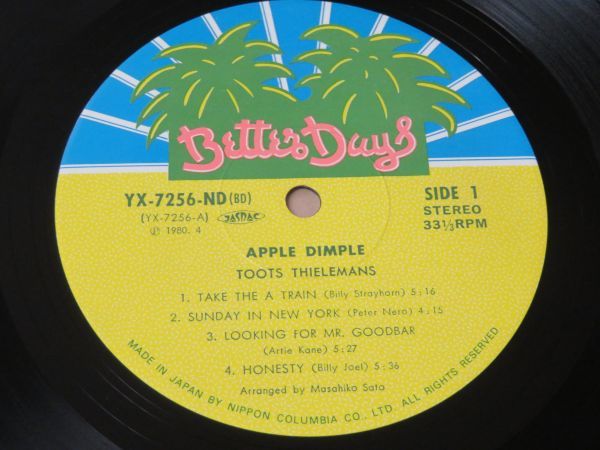 Better Days
YX-7256-ND(BD)
(YX-7256-A) JASRAC
Ⓟ 1980. 4
SIDE 1
STEREO
33⅓RPM
APPLE DIMPLE
TOOTS THIELEMANS
1. TAKE THE A TRAIN (Billy Strayhorn) 5:16
2. SUNDAY IN NEW YORK (Peter Nero) 4:15
3. LOOKING FOR MR. GOODBAR
(Artie Kane) 5:27
4. HONESTY (Billy Joel) 5:36
Arranged by Masahiko Sato
MADE IN JAPAN BY NIPPON COLUMBIA CO., LTD. ALL RIGHTS RESERVED